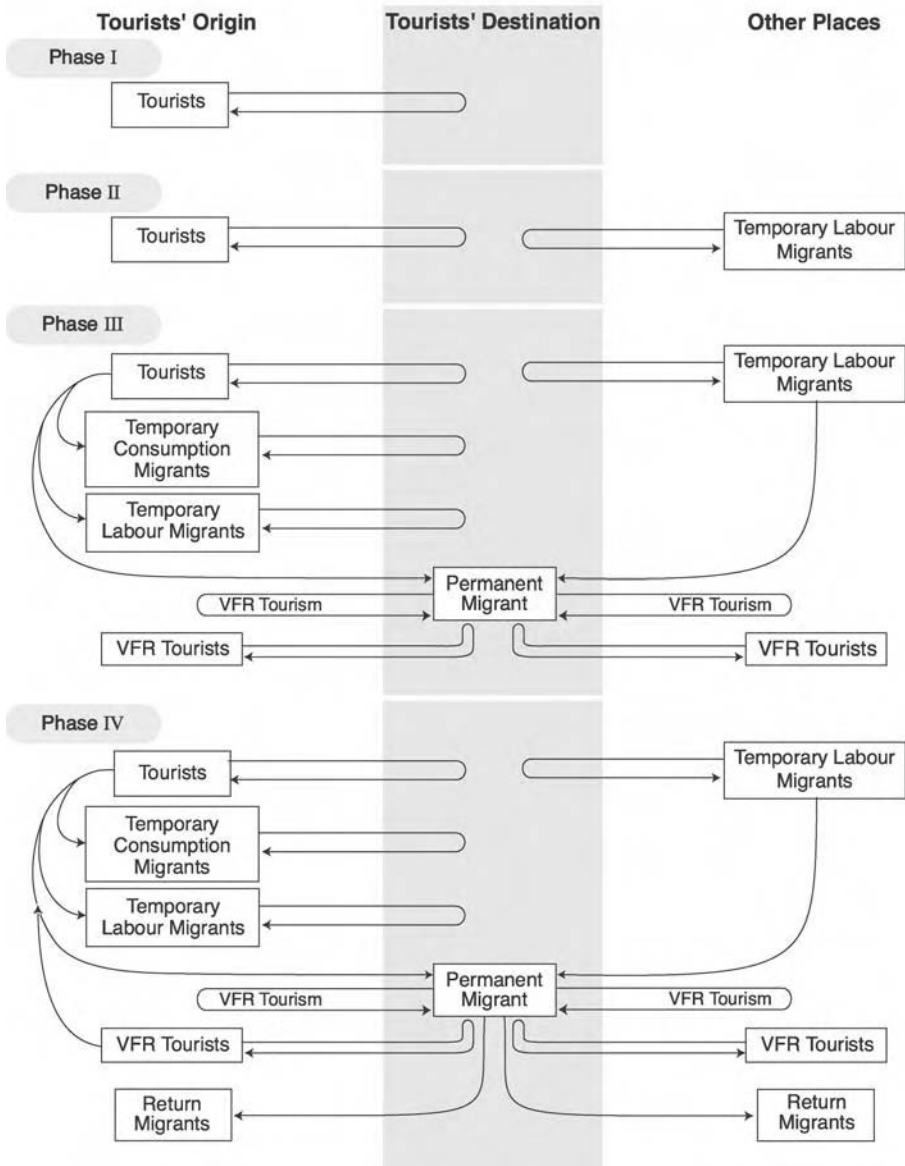 Tourists' Origin
Tourists' Destination
Other Places
Phase I
Tourists
Phase II
Tourists
Temporary Labour
Migrants
Phase III
Tourists
Temporary Labour
Migrants
Temporary
Consumption
Migrants
Temporary
Labour Migrants
Permanent
Migrant
VFR Tourism
VFR Tourism
VFR Tourists
VFR Tourists
Phase IV
Tourists
Temporary Labour
Migrants
Temporary
Consumption
Migrants
Temporary
Labour Migrants
Permanent
Migrant
VFR Tourism
VFR Tourism
VFR Tourists
VFR Tourists
Return
Migrants
Return
Migrants